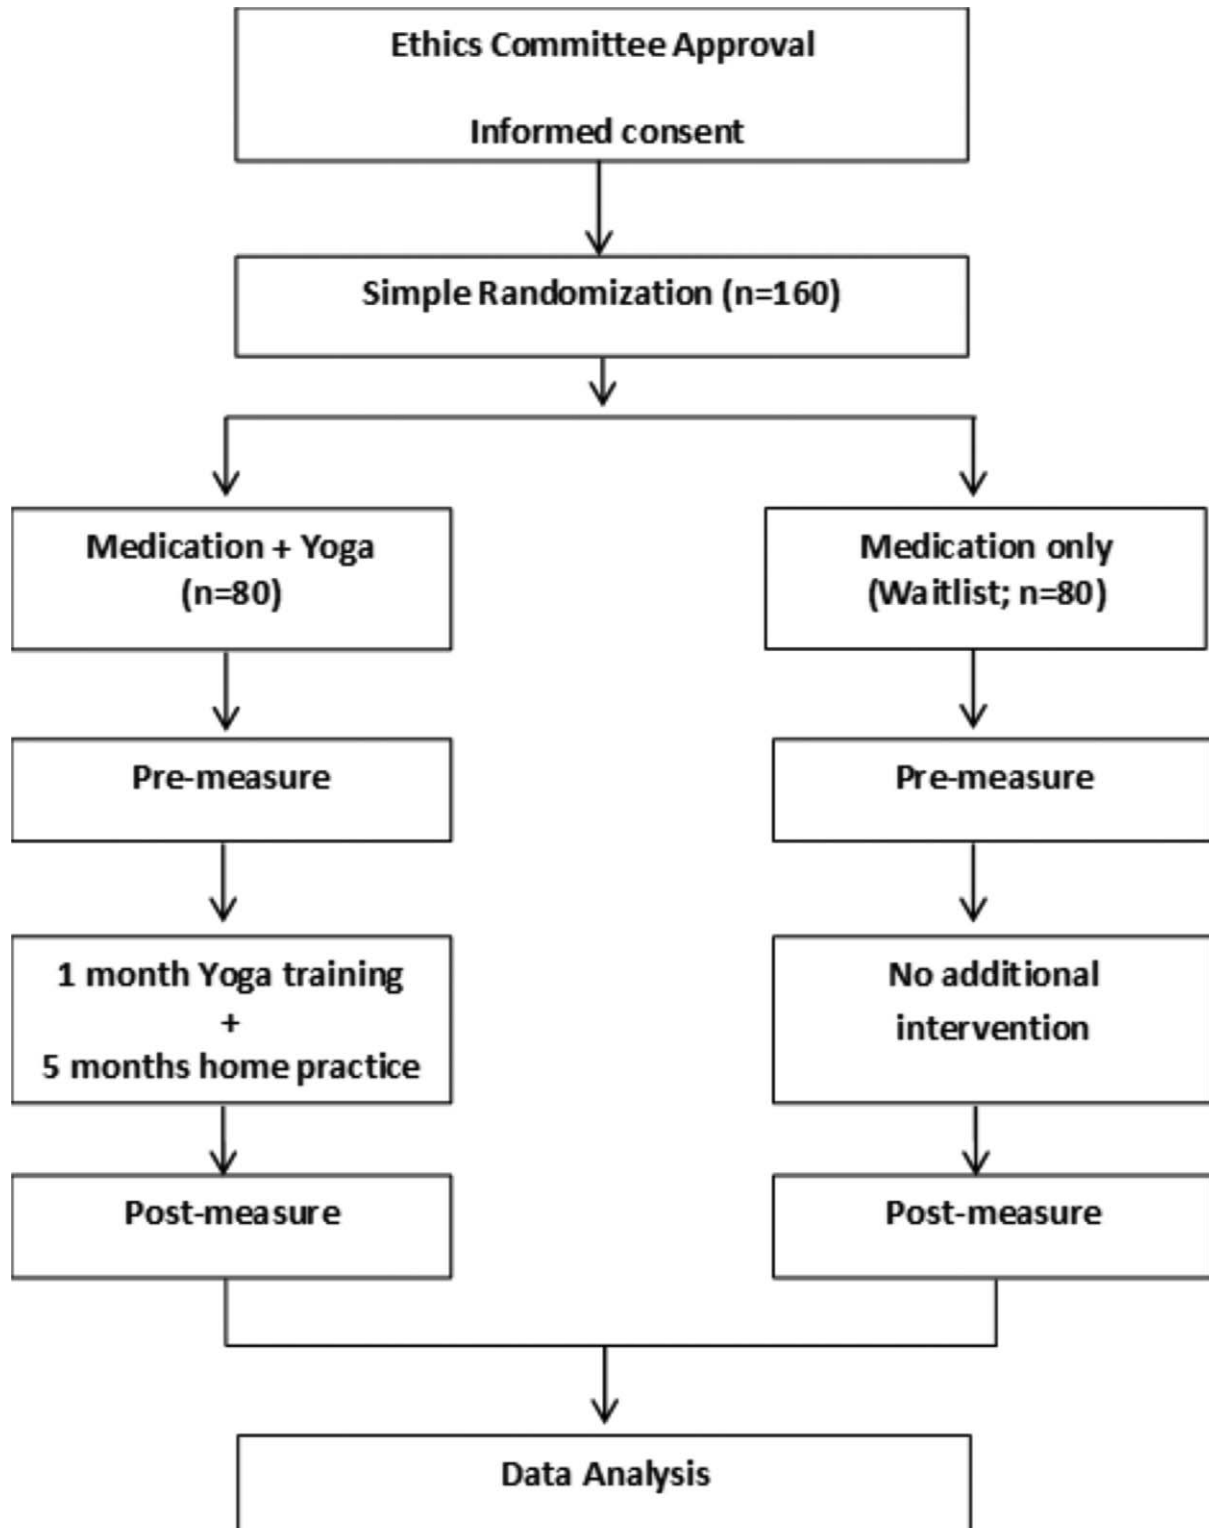 Ethics Committee Approval
Informed consent
Simple Randomization (n=160)
Medication + Yoga
(n=80)
Medication only
(Waitlist; n=80)
Pre-measure
Pre-measure
1 month Yoga training
+
5 months home practice
No additional
intervention
Post-measure
Post-measure
Data Analysis